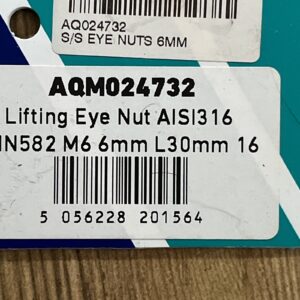 AQ024732
S/S EYE NUTS 6MM
AQM024732
Lifting Eye Nut AISI316
IN582 M6 6mm L30mm 16
5 056228 201564